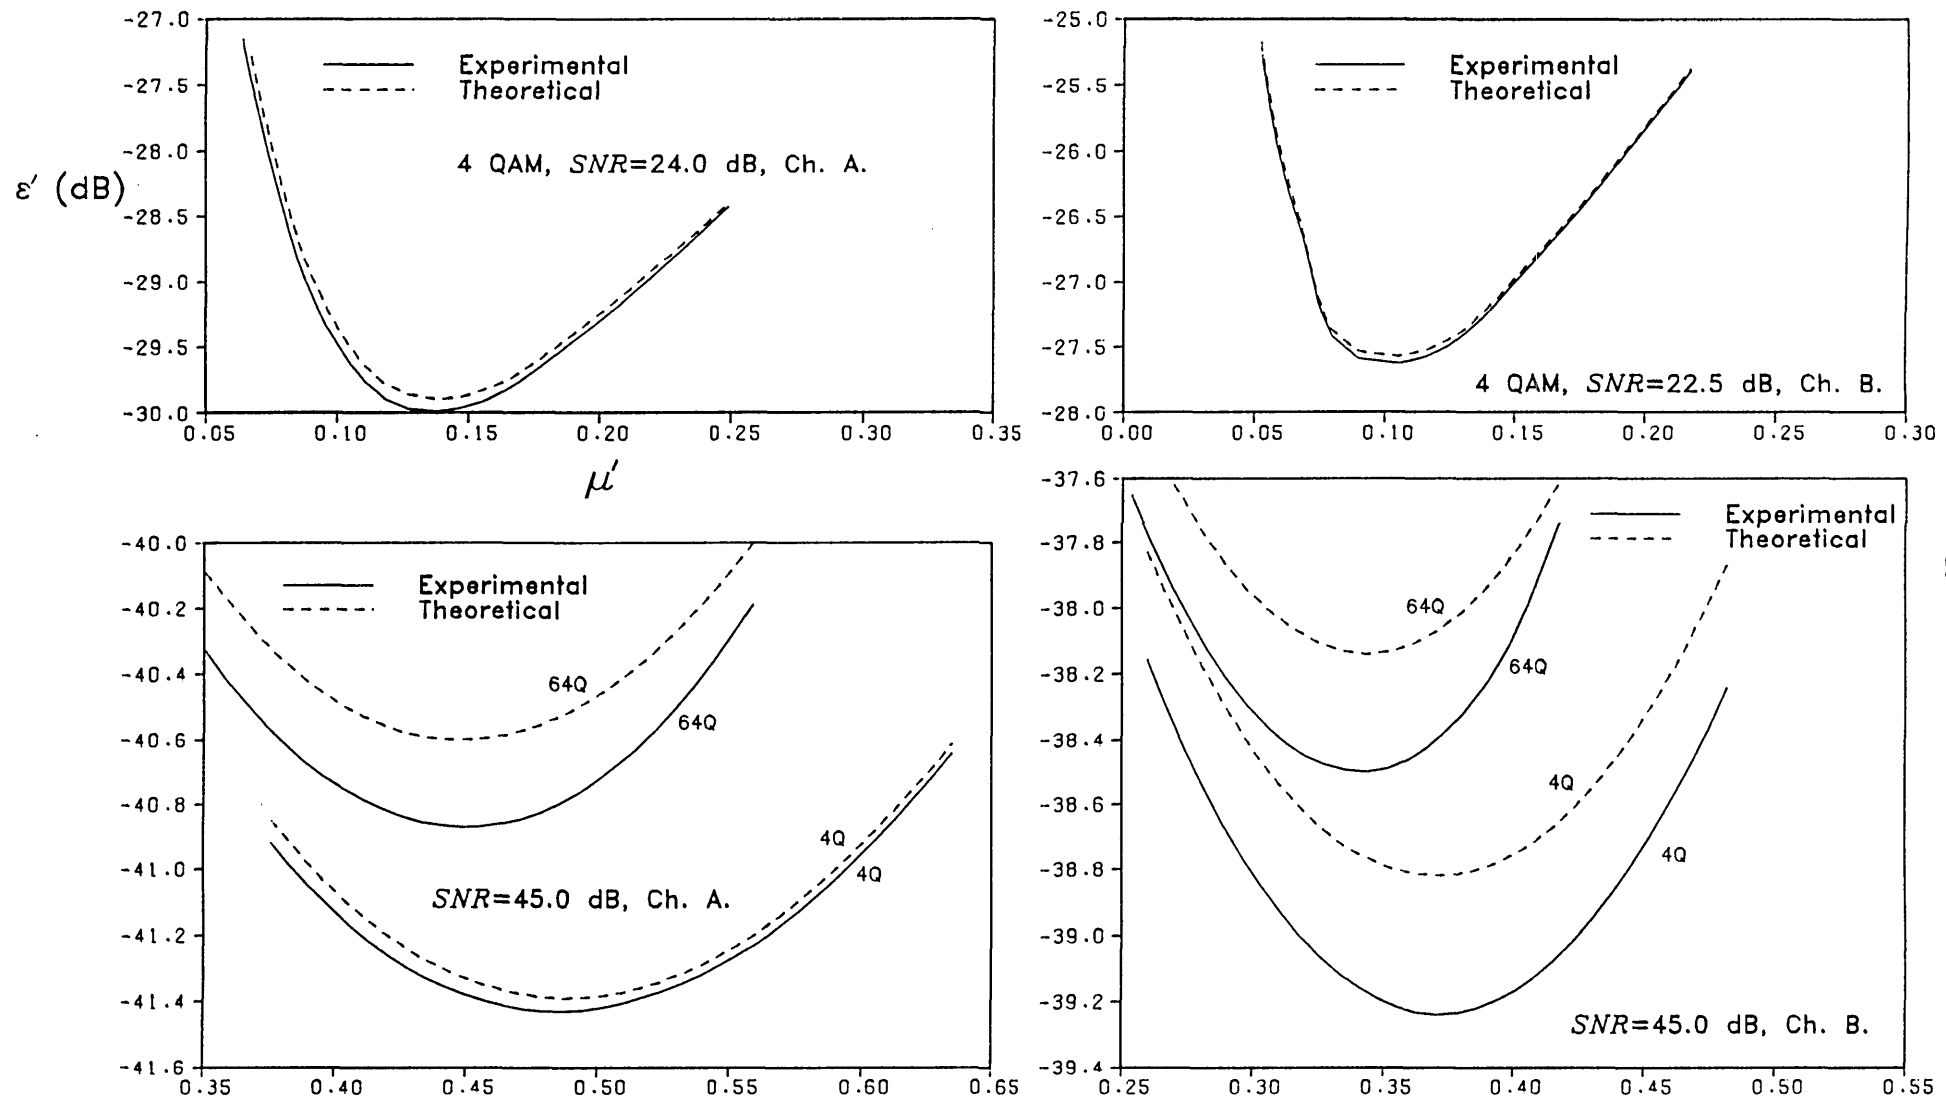 -27.0
-27.5
-28.0
-28.5
-29.0
-29.5
-30.0
ε′ (dB)
Experimental
Theoretical
4 QAM, SNR=24.0 dB, Ch. A.
0.05 0.10 0.15 0.20 0.25 0.30 0.35
μ′
-25.0
-25.5
-26.0
-26.5
-27.0
-27.5
-28.0
Experimental
Theoretical
4 QAM, SNR=22.5 dB, Ch. B.
0.00 0.05 0.10 0.15 0.20 0.25 0.30
-40.0
-40.2
-40.4
-40.6
-40.8
-41.0
-41.2
-41.4
-41.6
Experimental
Theoretical
64Q
64Q
4Q
4Q
SNR=45.0 dB, Ch. A.
0.35 0.40 0.45 0.50 0.55 0.60 0.65
-37.6
-37.8
-38.0
-38.2
-38.4
-38.6
-38.8
-39.0
-39.2
-39.4
Experimental
Theoretical
64Q
64Q
4Q
4Q
SNR=45.0 dB, Ch. B.
0.25 0.30 0.35 0.40 0.45 0.50 0.55